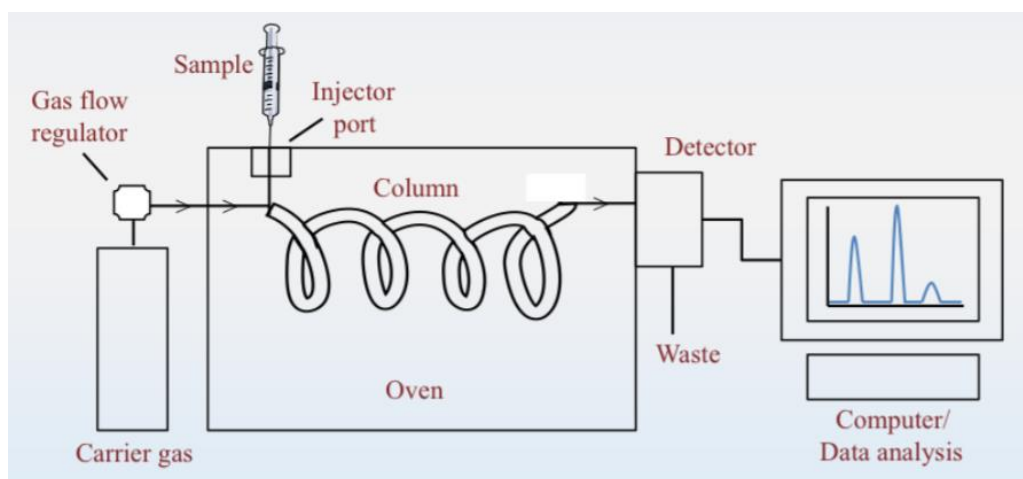 Sample
Gas flow
regulator
Injector
port
Column
Detector
Waste
Oven
Carrier gas
Computer/
Data analysis